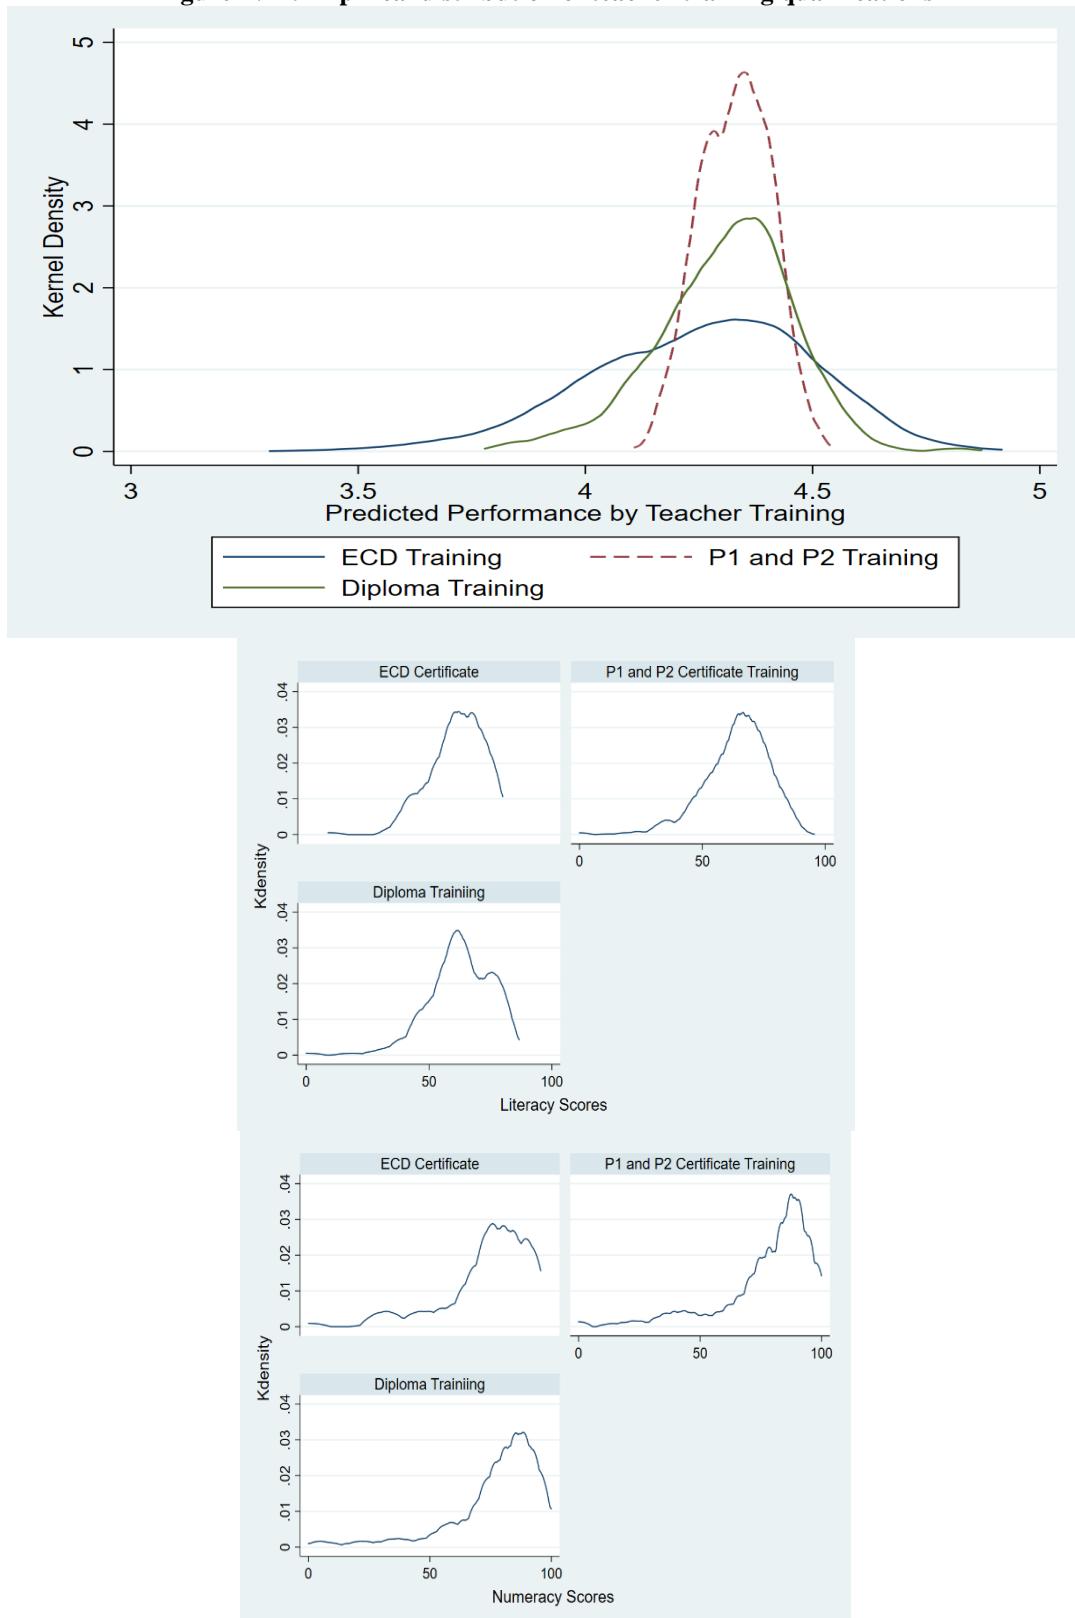 5
4
3
2
1
0
Kernel Density
3 3.5 4 4.5 5
Predicted Performance by Teacher Training
ECD Training P1 and P2 Training
Diploma Training
ECD Certificate P1 and P2 Certificate Training
.04
.03
.02
.01
0
0 50 100
Kdensity
Diploma Trainiing
.04
.03
.02
.01
0
0 50 100
Literacy Scores
ECD Certificate P1 and P2 Certificate Training
.04
.03
.02
.01
0
0 50 100
Kdensity
Diploma Trainiing
.04
.03
.02
.01
0
0 50 100
Numeracy Scores